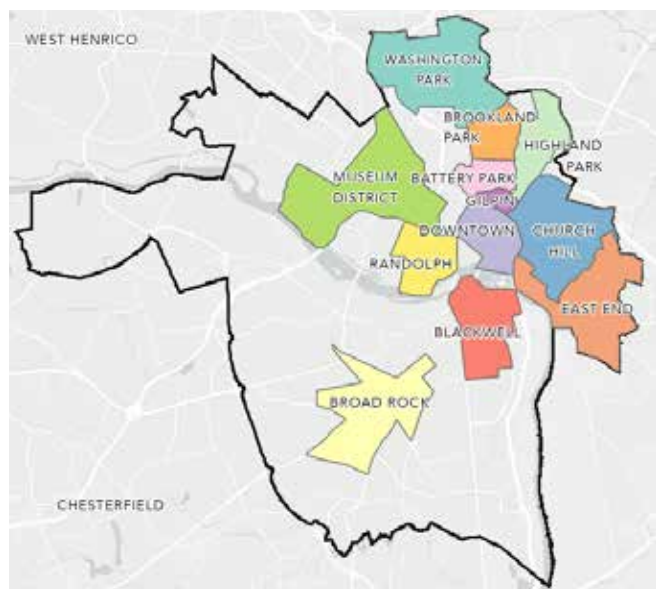 WEST HENRICO
WASHINGTON
PARK
BROOKLAND
PARK
HIGHLAND
PARK
MUSEUM
DISTRICT
BATTERY PARK
GILPIN
DOWNTOWN
CHURCH
HILL
RANDOLPH
EAST END
BLACKWELL
BROAD ROCK
CHESTERFIELD